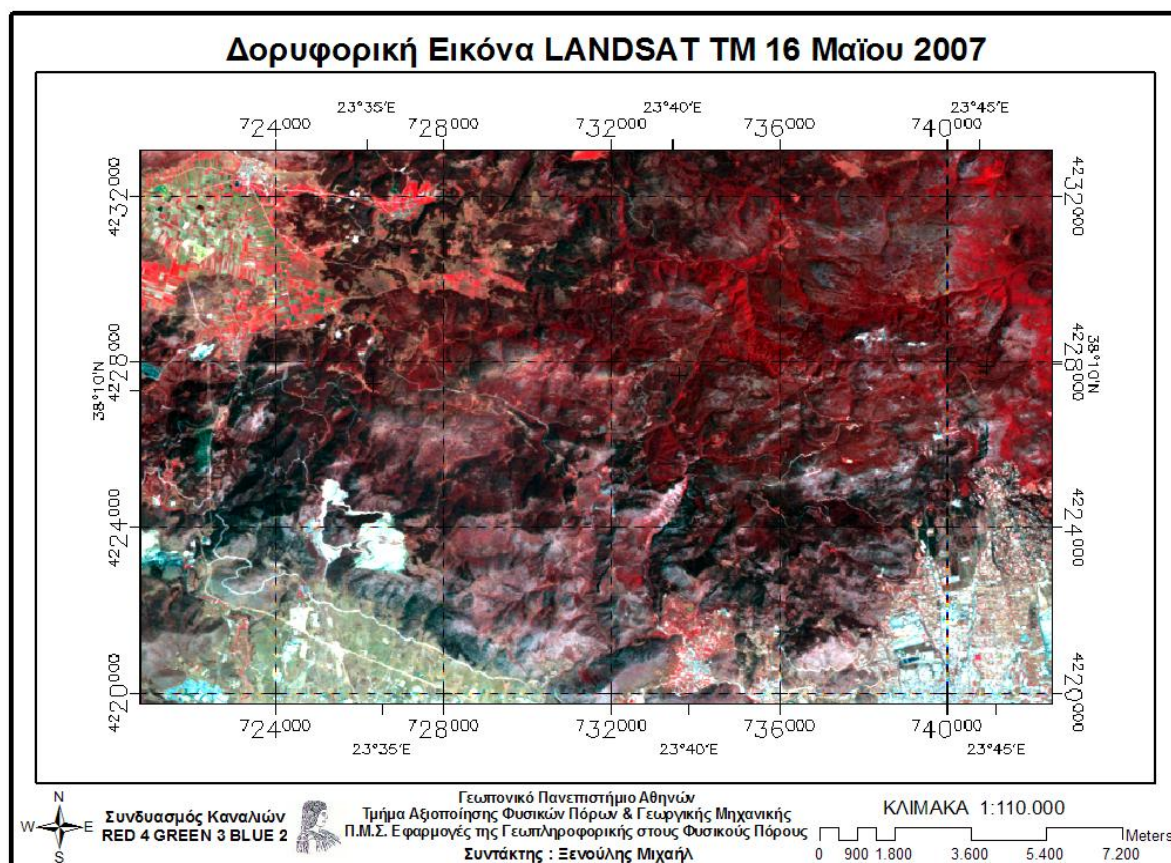 Δορυφορική Εικόνα LANDSAT TM 16 Μαϊου 2007
23°35'E 23°40'E 23°45'E
724000 728000 732000 736000 740000
4232000 4232000
4228000 4228000
38°10'N 38°10'N
4224000 4224000
4220000 4220000
724000 728000 732000 736000 740000
23°35'E 23°40'E 23°45'E
N
W E
S
Συνδυασμός Καναλιών
RED 4 GREEN 3 BLUE 2
Γεωπονικό Πανεπιστήμιο Αθηνών
Τμήμα Αξιοποίησης Φυσικών Πόρων & Γεωργικής Μηχανικής
Π.Μ.Σ. Εφαρμογές της Γεωπληροφορικής στους Φυσικούς Πόρους
Συντάκτης : Ξενούλης Μιχαήλ
ΚΛΙΜΑΚΑ 1:110.000
Meters
0 900 1.800 3.600 5.400 7.200